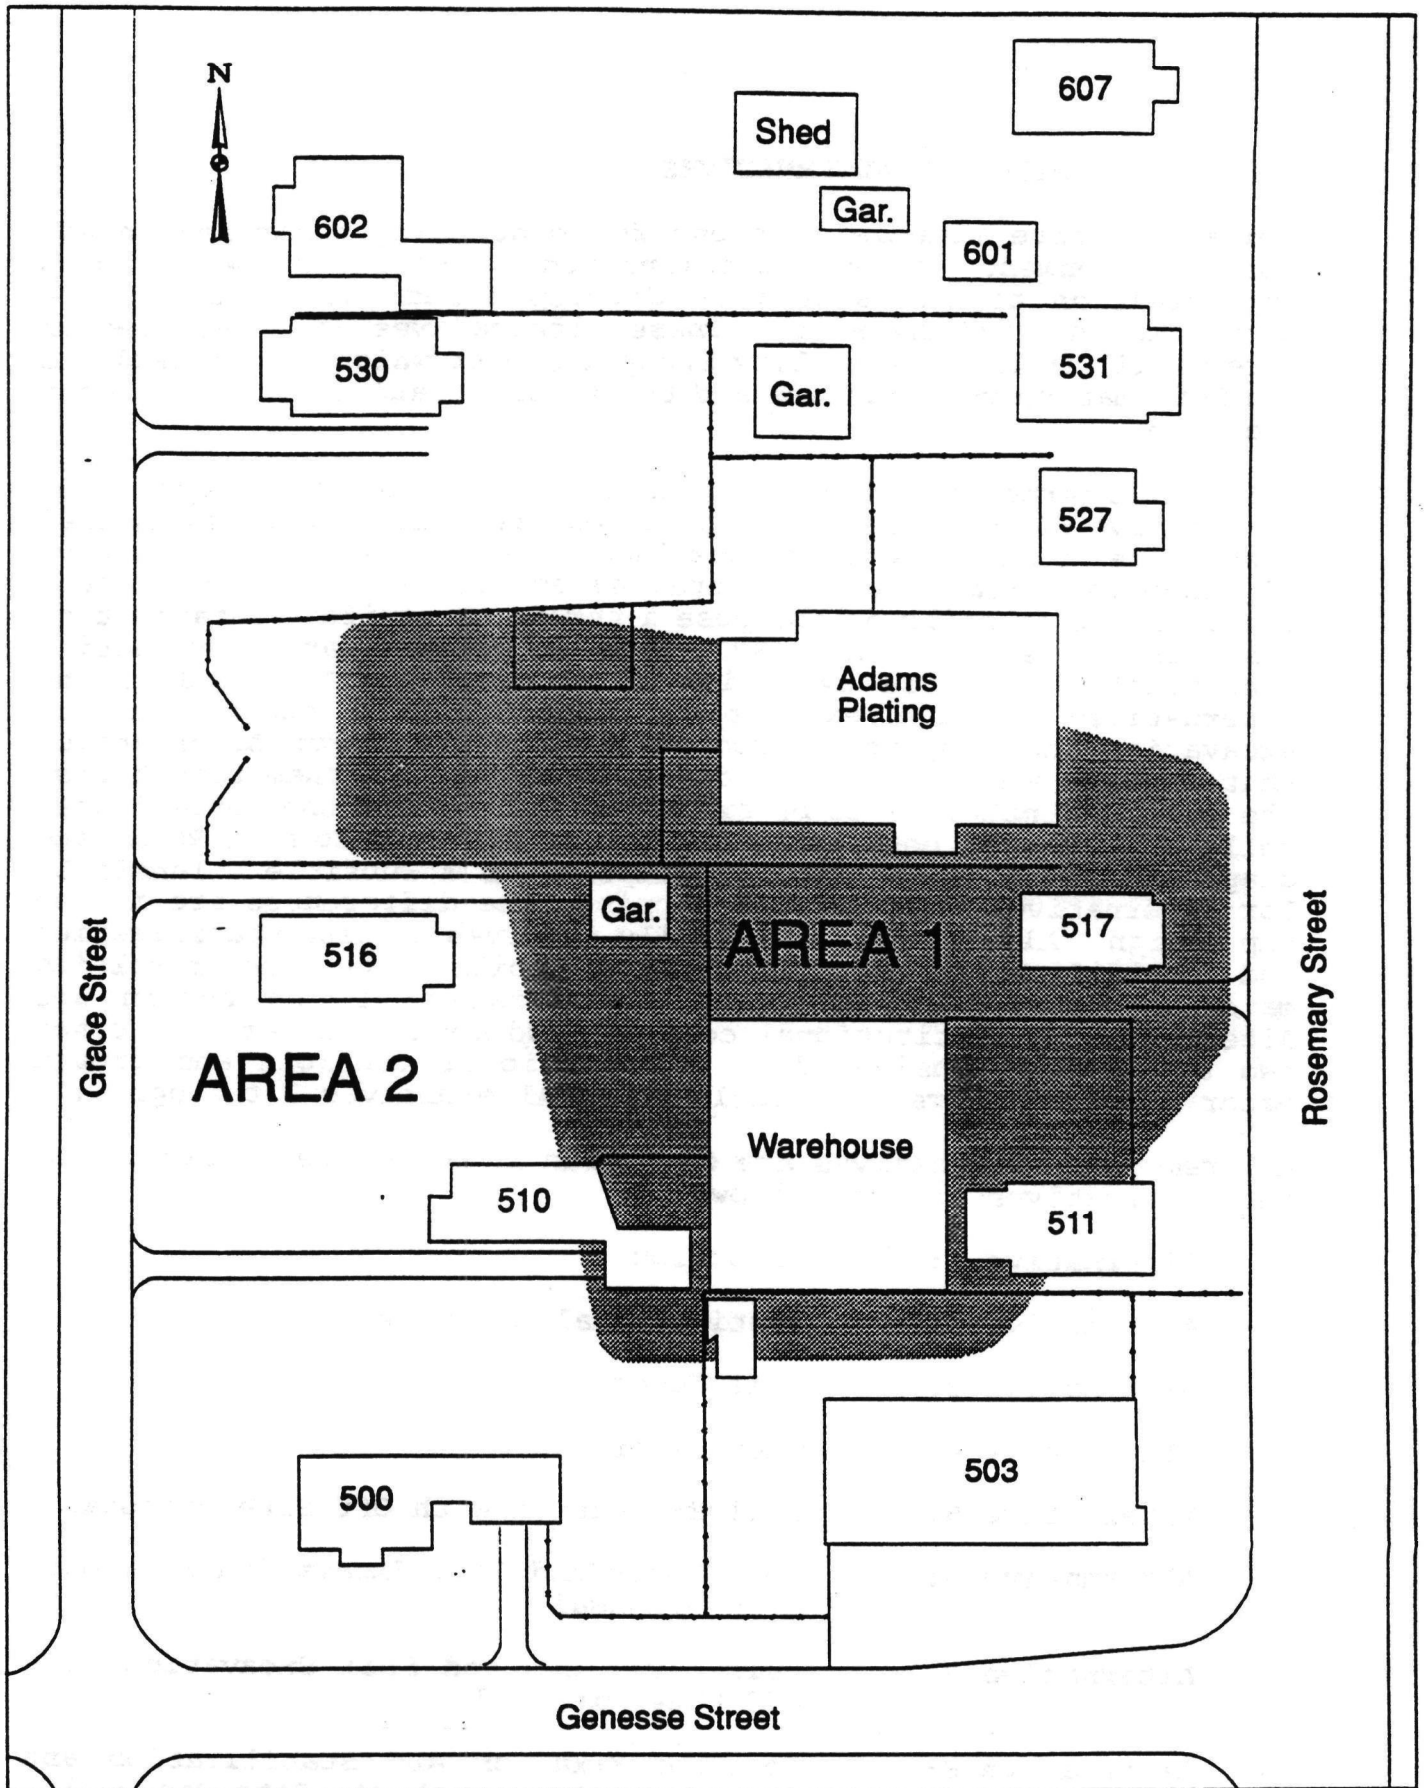 N
607
Shed
Gar.
602
601
530
531
Gar.
527
Adams
Plating
Gar.
517
516
AREA 1
Grace Street
Rosemary Street
AREA 2
Warehouse
510
511
503
500
Genesse Street